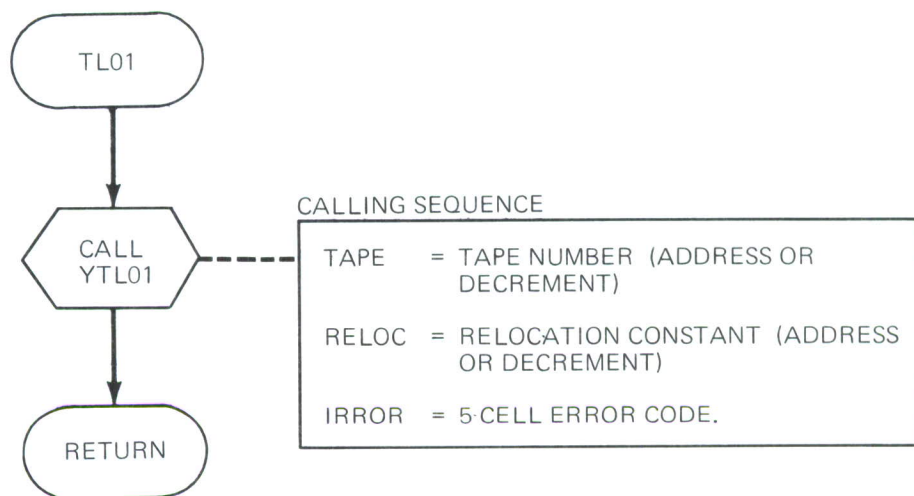 TL01
CALL
YTL01
CALLING SEQUENCE
TAPE = TAPE NUMBER (ADDRESS OR
DECREMENT)
RELOC = RELOCATION CONSTANT (ADDRESS
OR DECREMENT)
IRROR = 5-CELL ERROR CODE.
RETURN